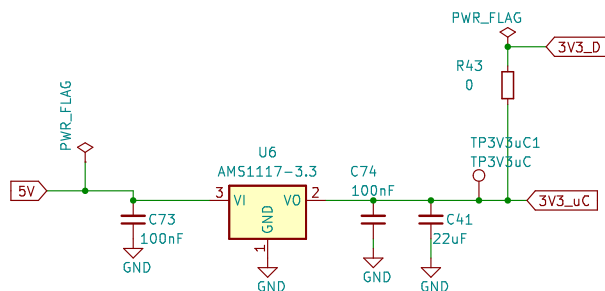 PWR_FLAG
3V3_D
R43
0
PWR_FLAG
U6
AMS1117-3.3
C74
100nF
TP3V3uC1
TP3V3uC
5V
3
VI
VO
2
GND
1
3V3_uC
C73
100nF
C41
22uF
GND
GND
GND
GND